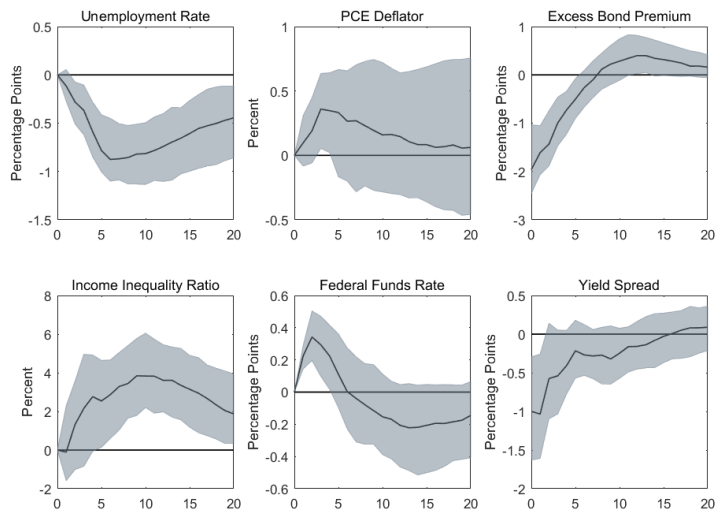 Unemployment Rate
Percentage Points
0.5
0
-0.5
-1
-1.5
0 5 10 15 20
PCE Deflator
Percent
1
0.5
0
-0.5
0 5 10 15 20
Excess Bond Premium
Percentage Points
1
0
-1
-2
-3
0 5 10 15 20
Income Inequality Ratio
Percent
8
6
4
2
0
-2
0 5 10 15 20
Federal Funds Rate
Percentage Points
0.6
0.4
0.2
0
-0.2
-0.4
-0.6
0 5 10 15 20
Yield Spread
Percentage Points
0.5
0
-0.5
-1
-1.5
-2
0 5 10 15 20